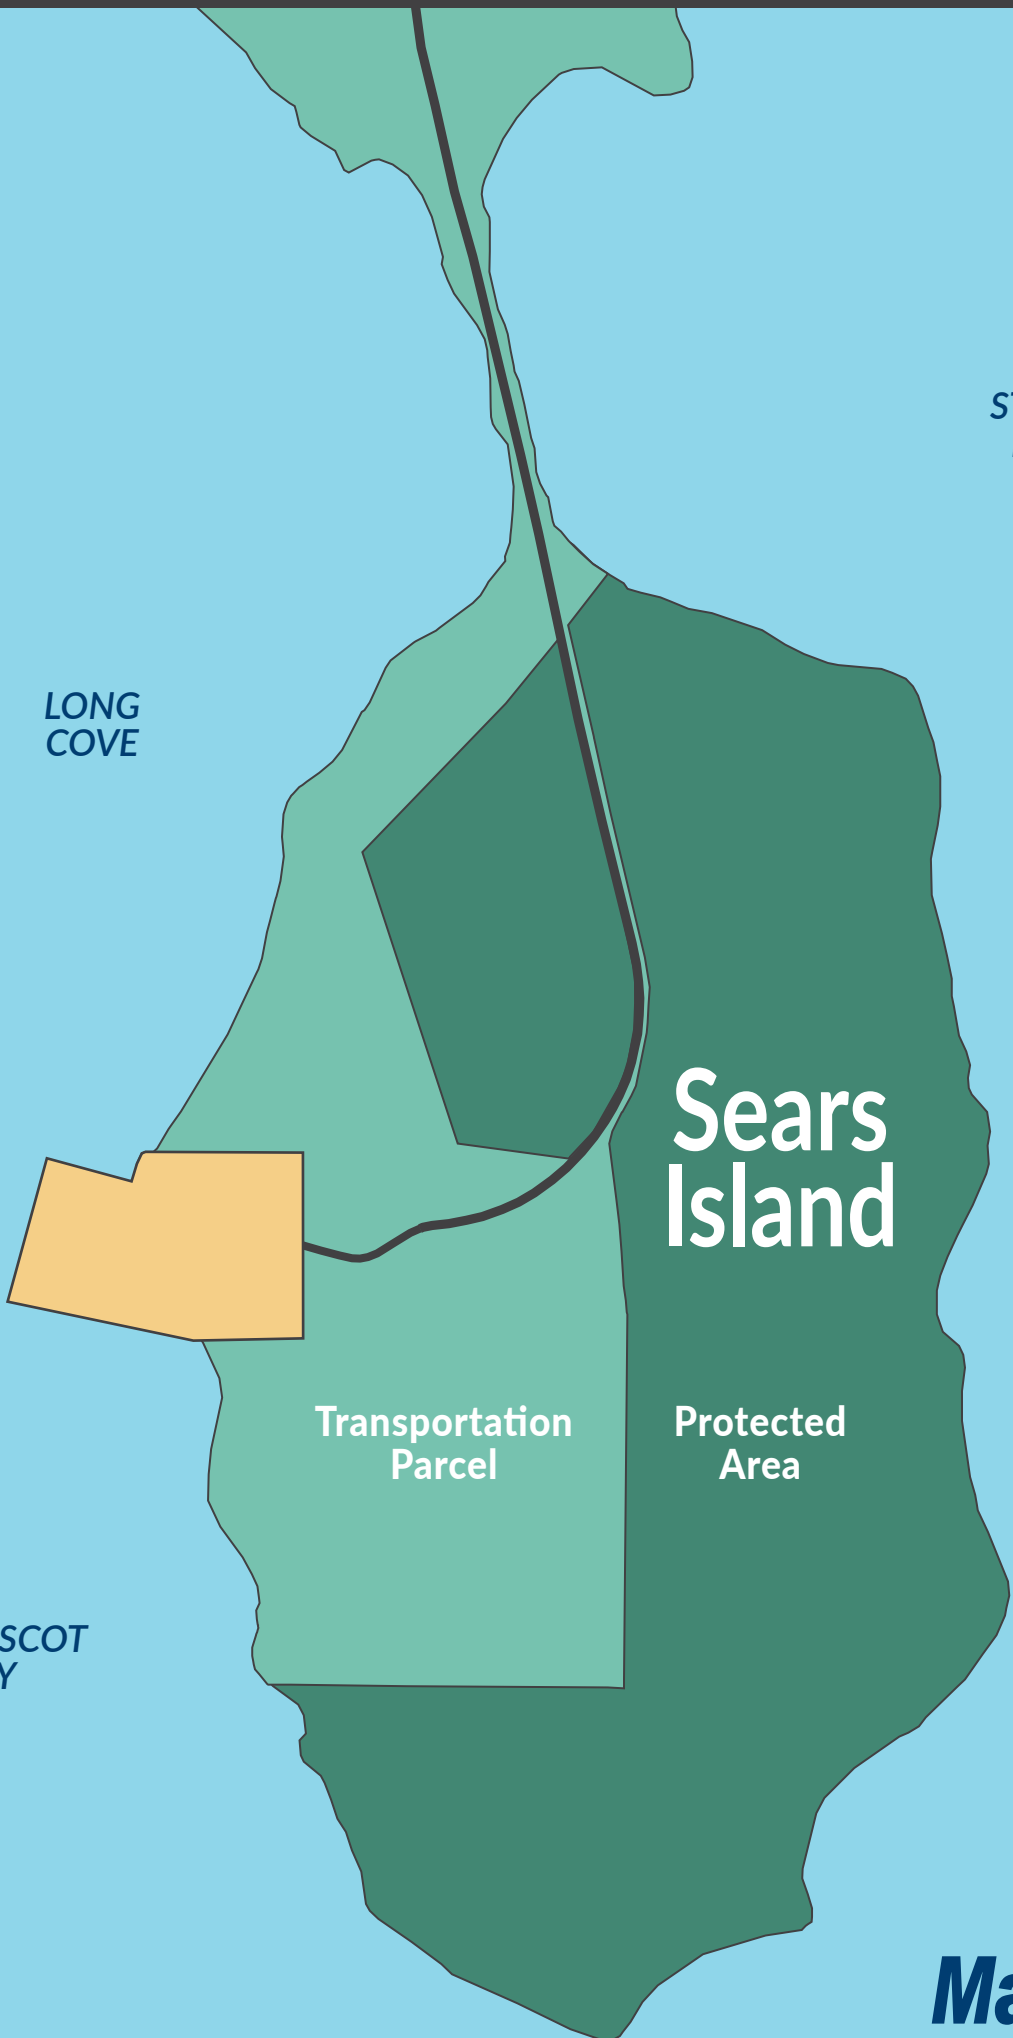 LONG
COVE
Sears
Island
Transportation
Parcel
Protected
Area
SCOT
Y